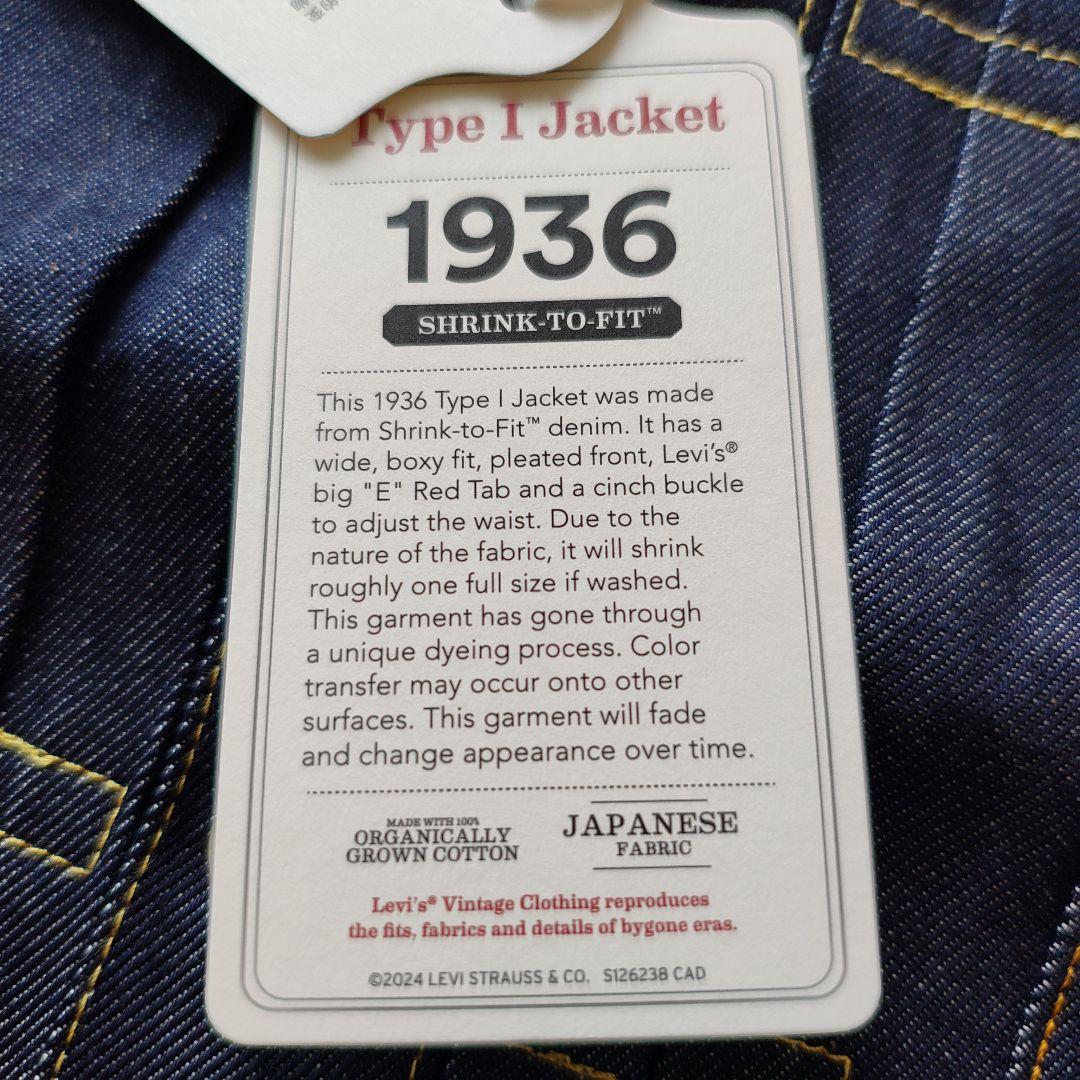 Type I Jacket
1936
SHRINK-TO-FIT™
This 1936 Type I Jacket was made
from Shrink-to-Fit™ denim. It has a
wide, boxy fit, pleated front, Levi's®
big "E" Red Tab and a cinch buckle
to adjust the waist. Due to the
nature of the fabric, it will shrink
roughly one full size if washed.
This garment has gone through
a unique dyeing process. Color
transfer may occur onto other
surfaces. This garment will fade
and change appearance over time.
MADE WITH 100%
ORGANICALLY
GROWN COTTON
JAPANESE
FABRIC
Levi's® Vintage Clothing reproduces
the fits, fabrics and details of bygone eras.
©2024 LEVI STRAUSS & CO. S126238 CAD